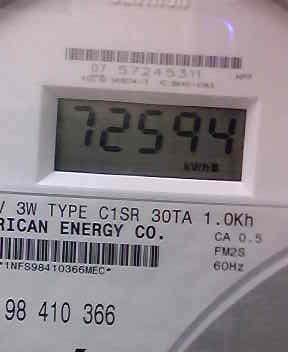 07 57245311
72594
V 3W TYPE C1SR 30TA 1.0Kh
RICAN ENERGY CO.
CA 0.5
FM2S
60Hz
*1NFS98410366MEC*
98 410 366